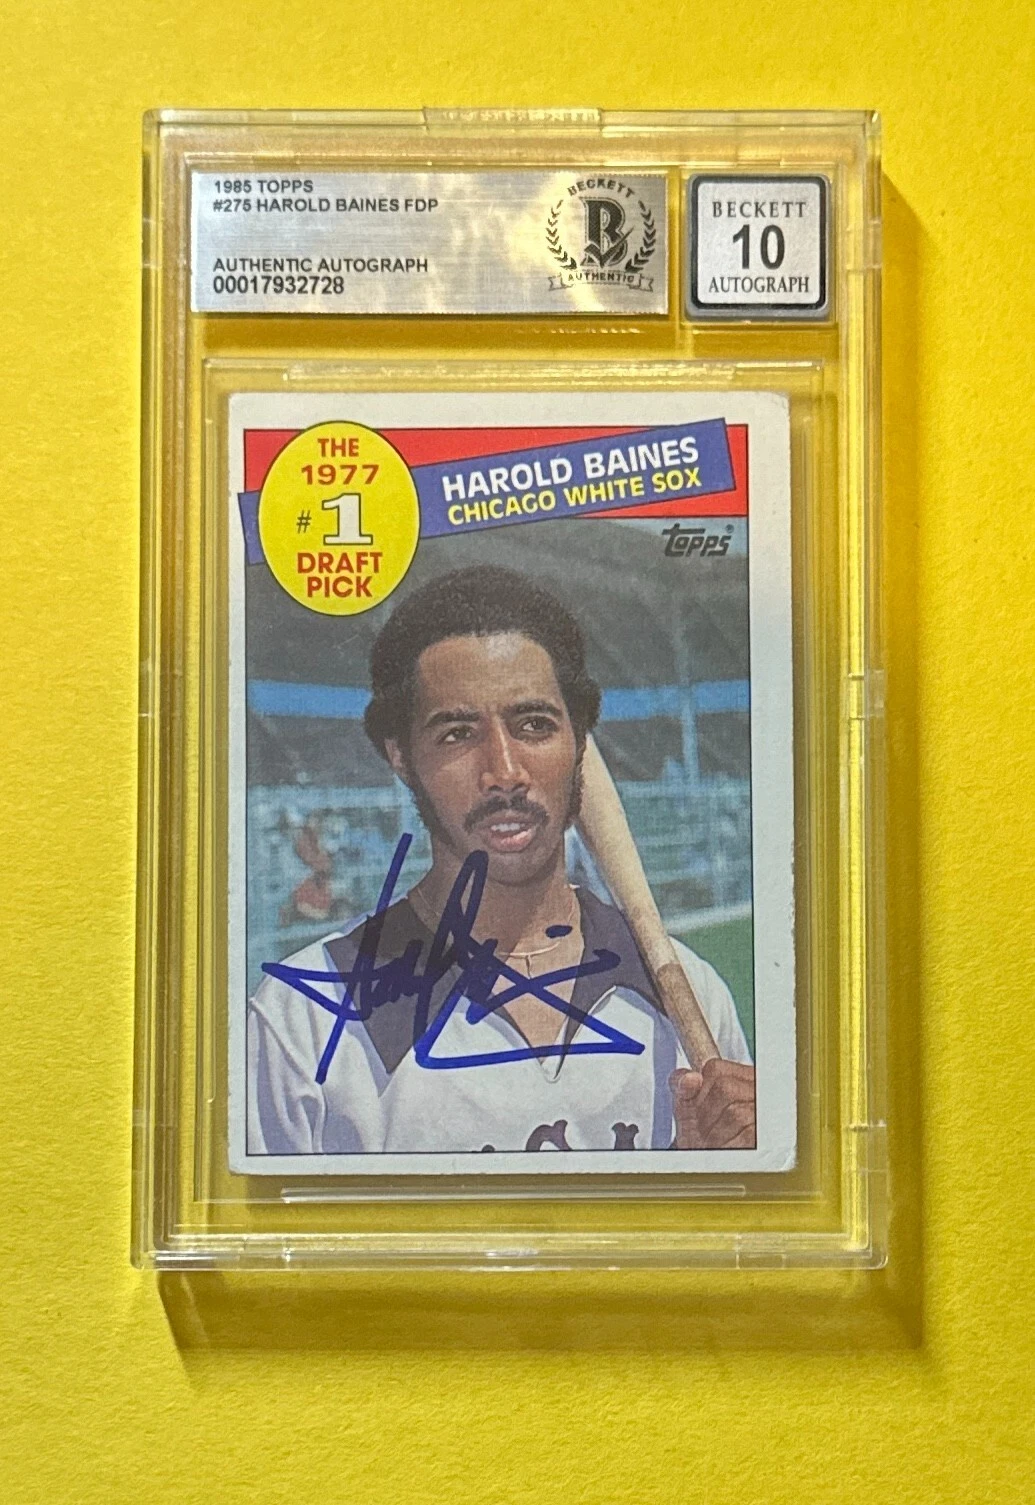 1985 TOPPS
#275 HAROLD BAINES FDP
AUTHENTIC AUTOGRAPH
00017932728
BECKETT
B
AUTHENTIC
BECKETT
10
AUTOGRAPH
THE
1977
#1
DRAFT
PICK
HAROLD BAINES
CHICAGO WHITE SOX
Topps®